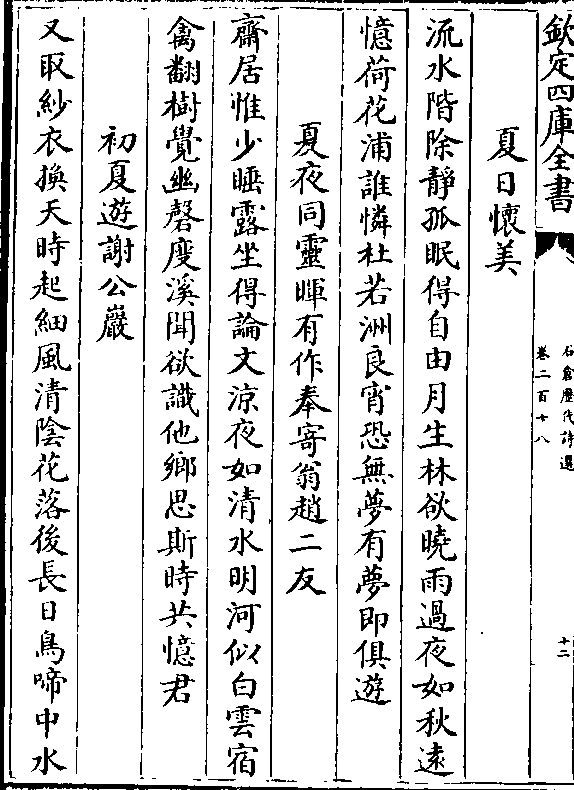 欽定四庫全書
石倉歷代詩選
卷二百七八
十二
夏日懷美
流水階除靜孤眠得自由月生林欲曉雨過夜如秋遠
憶荷花浦誰憐杜若洲良宵恐無夢有夢即俱遊
夏夜同靈暉有作奉寄翁趙二友
齋居惟少睡露坐得論文涼夜如清水明河似白雲宿
禽翻樹覺幽磬度溪聞欲識他鄉思斯時共憶君
初夏遊謝公巖
又取紗衣換天時起細風清陰花落後長日鳥啼中水